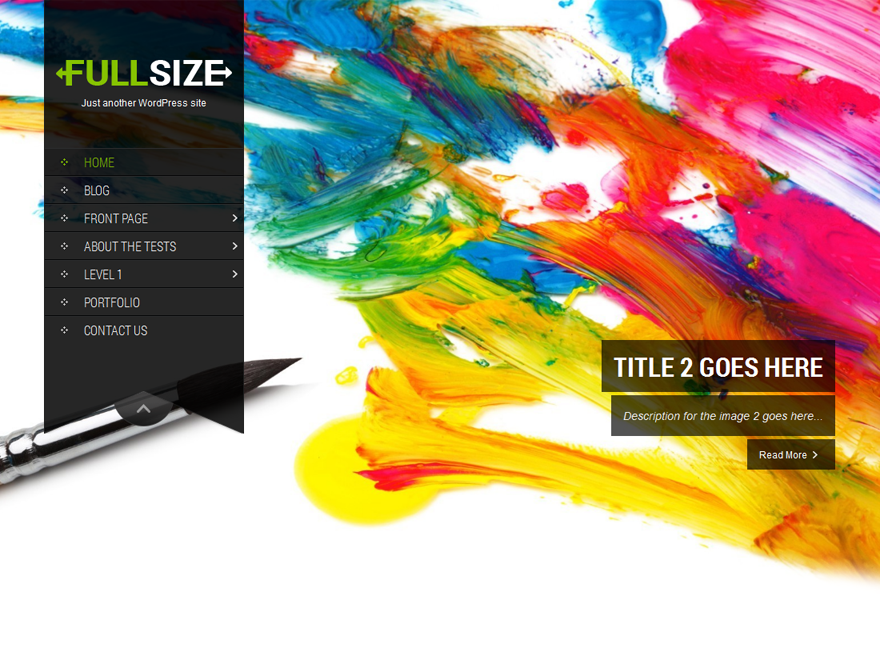 FULLSIZE
Just another WordPress site
HOME
BLOG
FRONT PAGE
ABOUT THE TESTS
LEVEL 1
PORTFOLIO
CONTACT US
TITLE 2 GOES HERE
Description for the image 2 goes here...
Read More